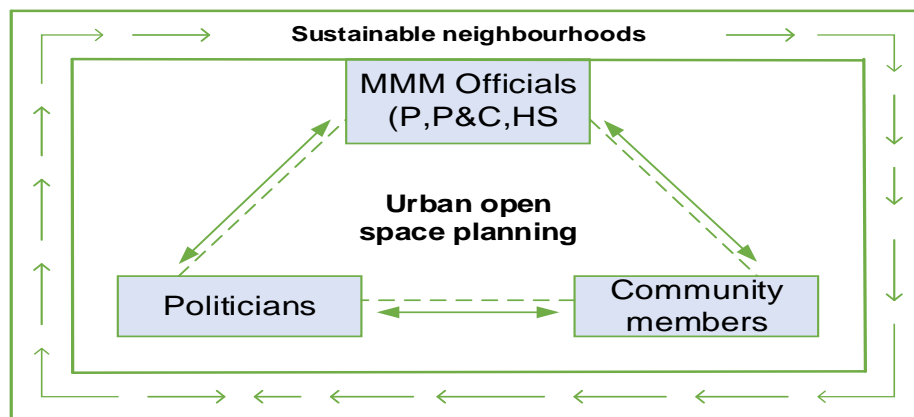 Sustainable neighbourhoods
MMM Officials
(P,P&C,HS
Urban open
space planning
Politicians
Community
members